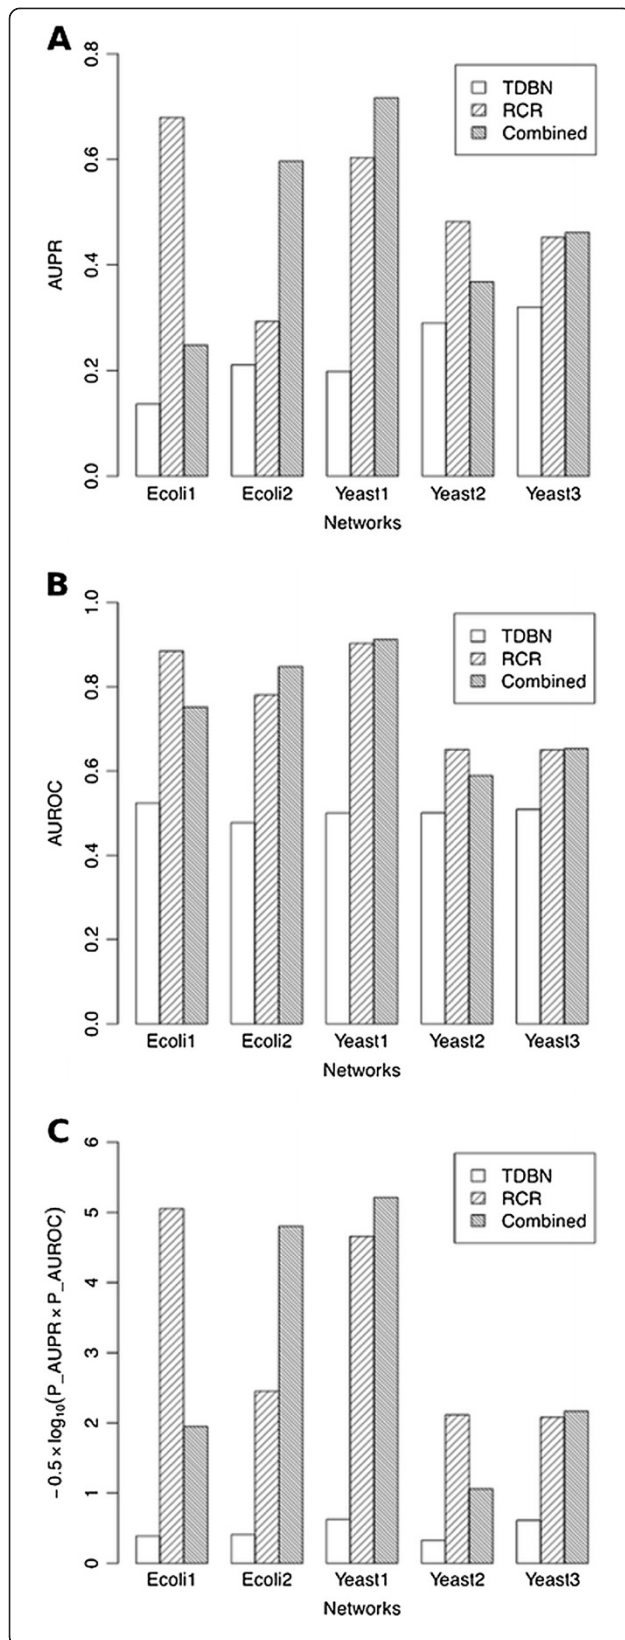 A
0.8
0.6
0.4
0.2
0.0
AUPR
TDBN
RCR
Combined
Ecoli1 Ecoli2 Yeast1 Yeast2 Yeast3
Networks
B
1.0
0.8
0.6
0.4
0.2
0.0
AUROC
TDBN
RCR
Combined
Ecoli1 Ecoli2 Yeast1 Yeast2 Yeast3
Networks
C
6
5
4
3
2
1
0
−0.5×log₁₀(P_AUPR×P_AUROC)
TDBN
RCR
Combined
Ecoli1 Ecoli2 Yeast1 Yeast2 Yeast3
Networks